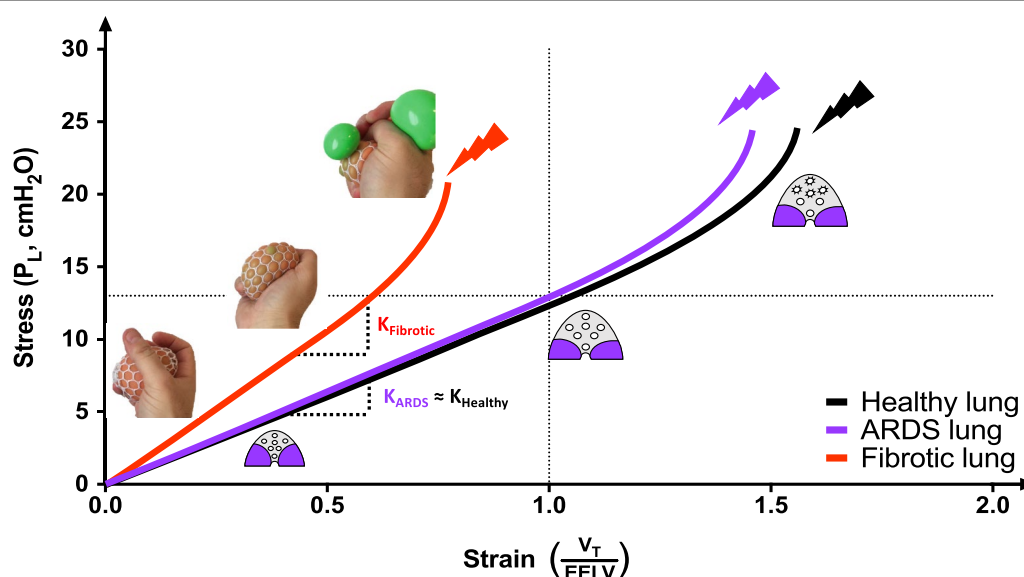 Stress (PL, cmH2O)
30
25
20
15
10
5
0
0.0 0.5 1.0 1.5 2.0
KFibrotic
KARDS ≈ KHealthy
Healthy lung
ARDS lung
Fibrotic lung
Strain (VT
EELV)